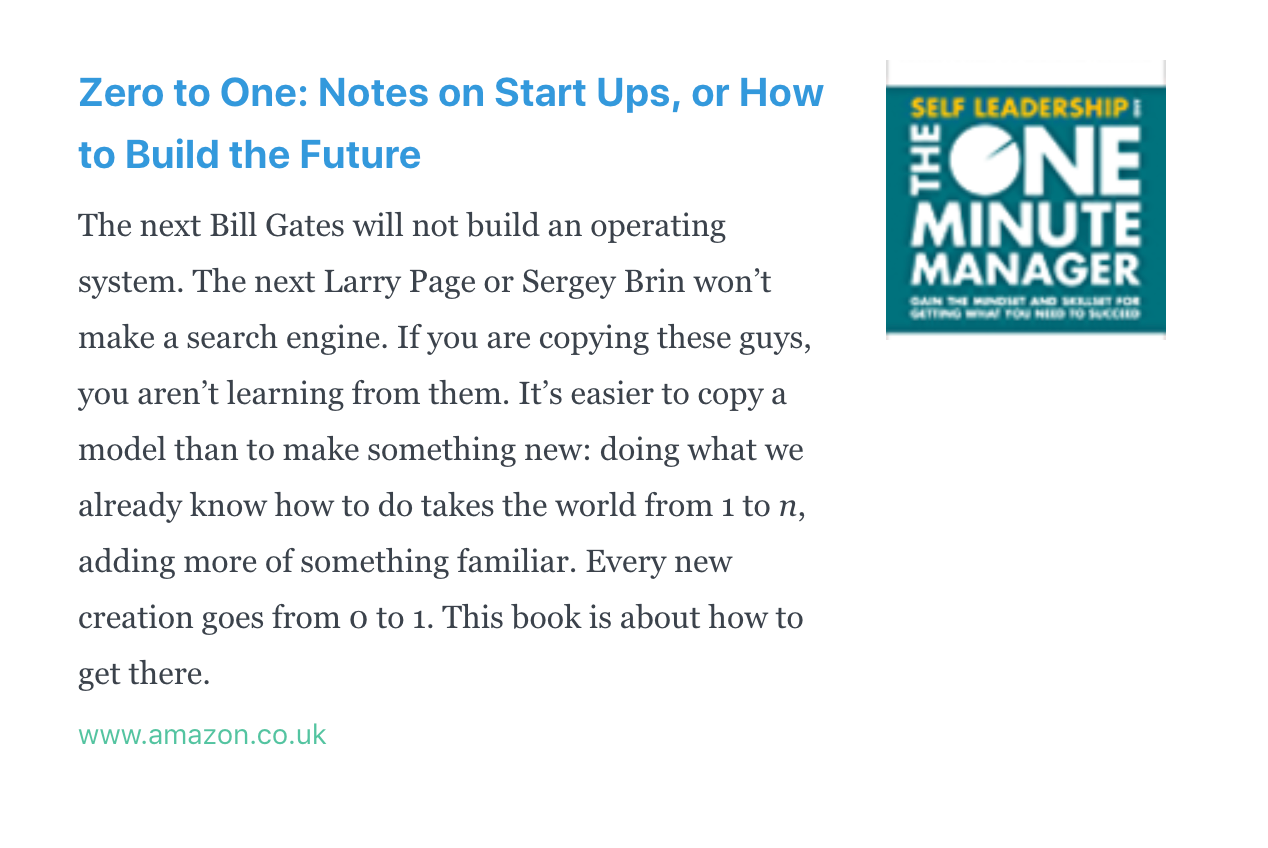 Zero to One: Notes on Start Ups, or How
to Build the Future
The next Bill Gates will not build an operating
system. The next Larry Page or Sergey Brin won’t
make a search engine. If you are copying these guys,
you aren’t learning from them. It’s easier to copy a
model than to make something new: doing what we
already know how to do takes the world from 1 to n,
adding more of something familiar. Every new
creation goes from 0 to 1. This book is about how to
get there.
www.amazon.co.uk
SELF LEADERSHIP
THE ONE
MINUTE
MANAGER
GAIN THE MINDSET AND SKILLSET FOR
GETTING WHAT YOU NEED TO SUCCEED